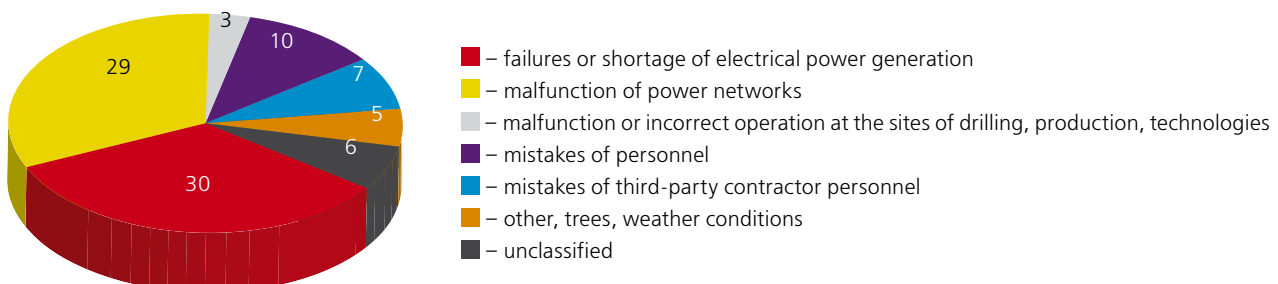 3
10
29
7
5
6
30
– failures or shortage of electrical power generation
– malfunction of power networks
– malfunction or incorrect operation at the sites of drilling, production, technologies
– mistakes of personnel
– mistakes of third-party contractor personnel
– other, trees, weather conditions
– unclassified